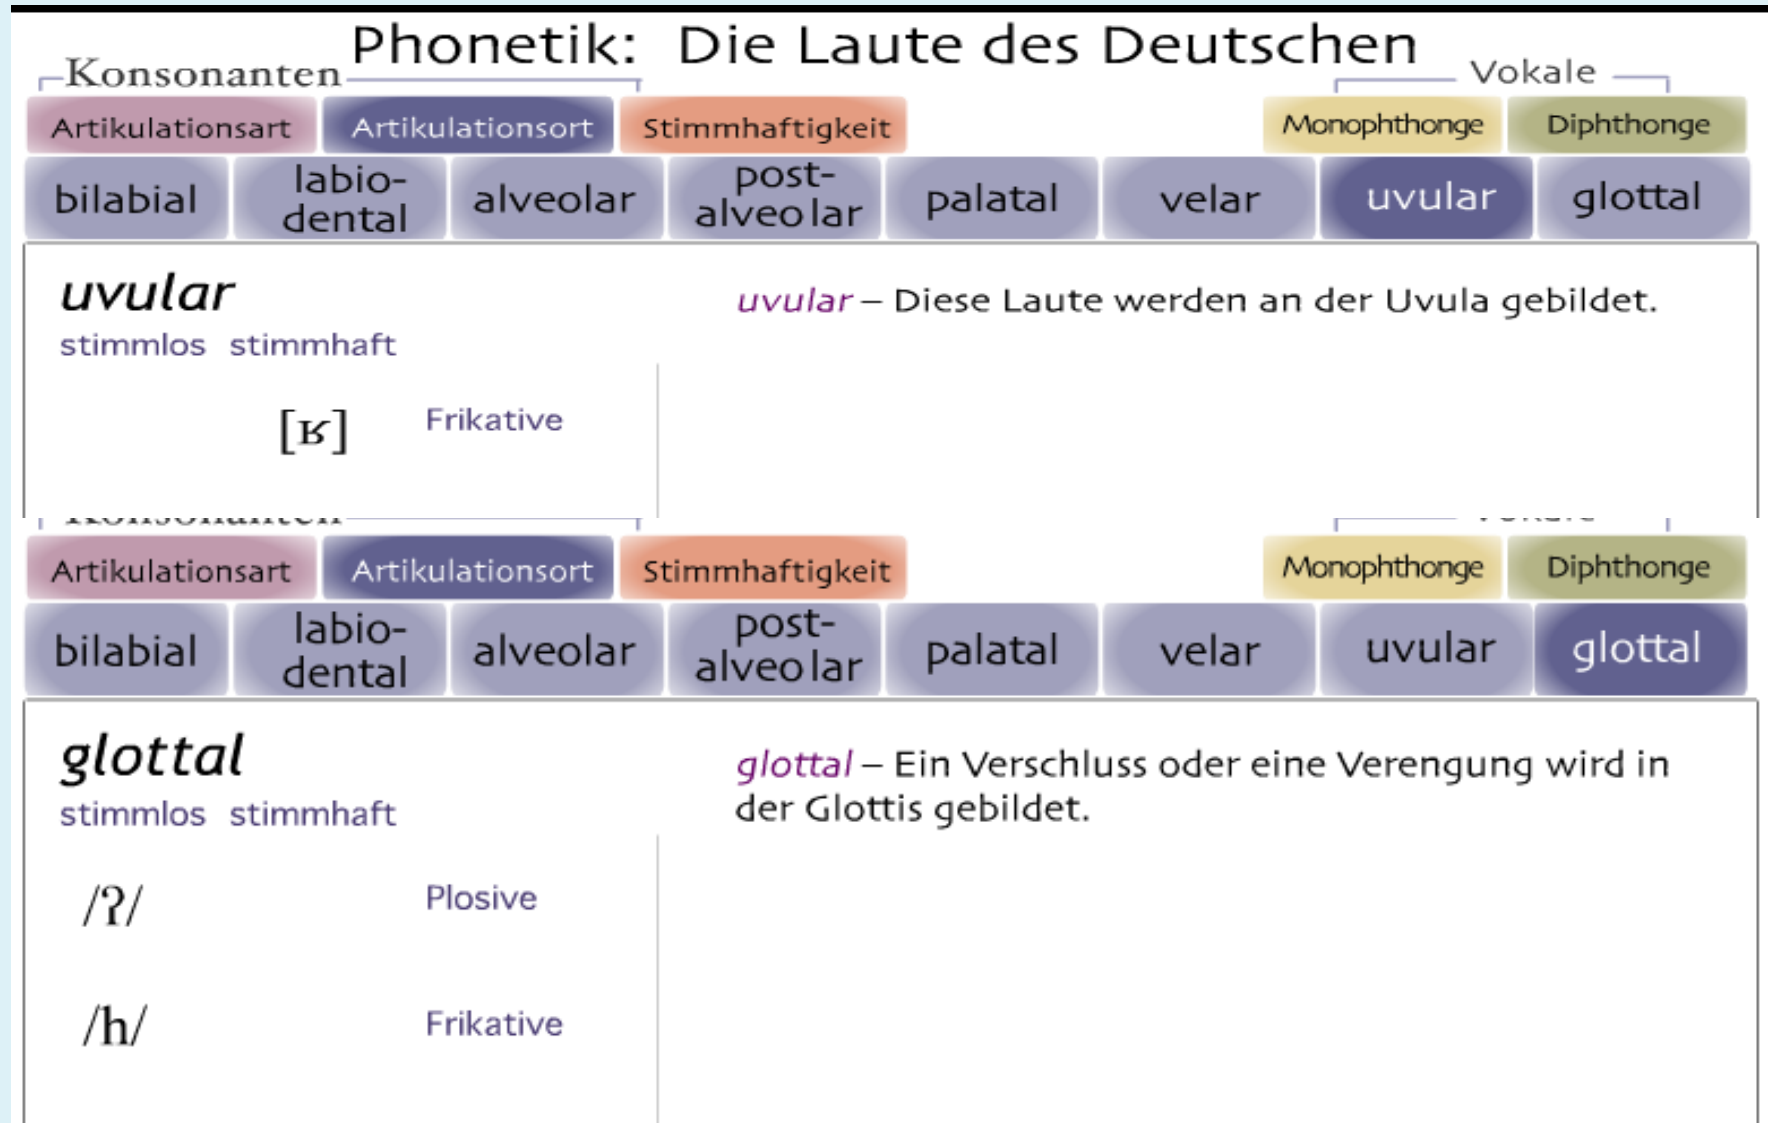 Phonetik: Die Laute des Deutschen
Konsonanten
Vokale
Artikulationsart Artikulationsort Stimmhaftigkeit Monophthonge Diphthonge
bilabial labio-dental alveolar post-alveolar palatal velar uvular glottal
uvular
uvular – Diese Laute werden an der Uvula gebildet.
stimmlos stimmhaft
[ʁ] Frikative
Konsonanten
Vokale
Artikulationsart Artikulationsort Stimmhaftigkeit Monophthonge Diphthonge
bilabial labio-dental alveolar post-alveolar palatal velar uvular glottal
glottal
glottal – Ein Verschluss oder eine Verengung wird in
der Glottis gebildet.
stimmlos stimmhaft
/ʔ/ Plosive
/h/ Frikative